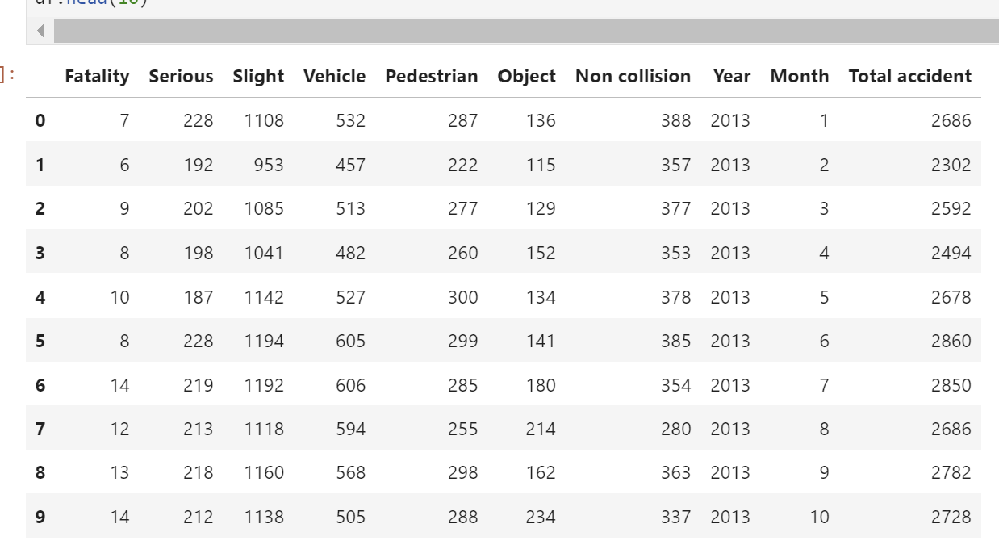 df.head(10)
]:
Fatality Serious Slight Vehicle Pedestrian Object Non collision Year Month Total accident
0 7 228 1108 532 287 136 388 2013 1 2686
1 6 192 953 457 222 115 357 2013 2 2302
2 9 202 1085 513 277 129 377 2013 3 2592
3 8 198 1041 482 260 152 353 2013 4 2494
4 10 187 1142 527 300 134 378 2013 5 2678
5 8 228 1194 605 299 141 385 2013 6 2860
6 14 219 1192 606 285 180 354 2013 7 2850
7 12 213 1118 594 255 214 280 2013 8 2686
8 13 218 1160 568 298 162 363 2013 9 2782
9 14 212 1138 505 288 234 337 2013 10 2728